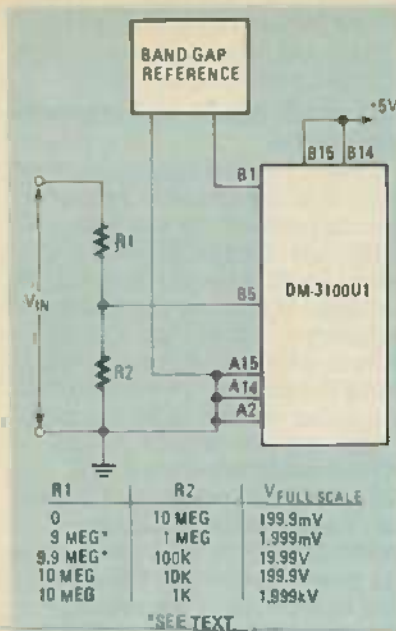 BAND GAP
REFERENCE
+5V
B15 B14
B1
R1
VIN
B5
DM-3100U1
R2
A15
A14
A2
R1 R2 VFULL SCALE
0 10 MEG 199.9mV
9 MEG* 1 MEG 1.999mV
9.9 MEG* 100K 19.99V
10 MEG 10K 199.9V
10 MEG 1K 1.999kV
*SEE TEXT